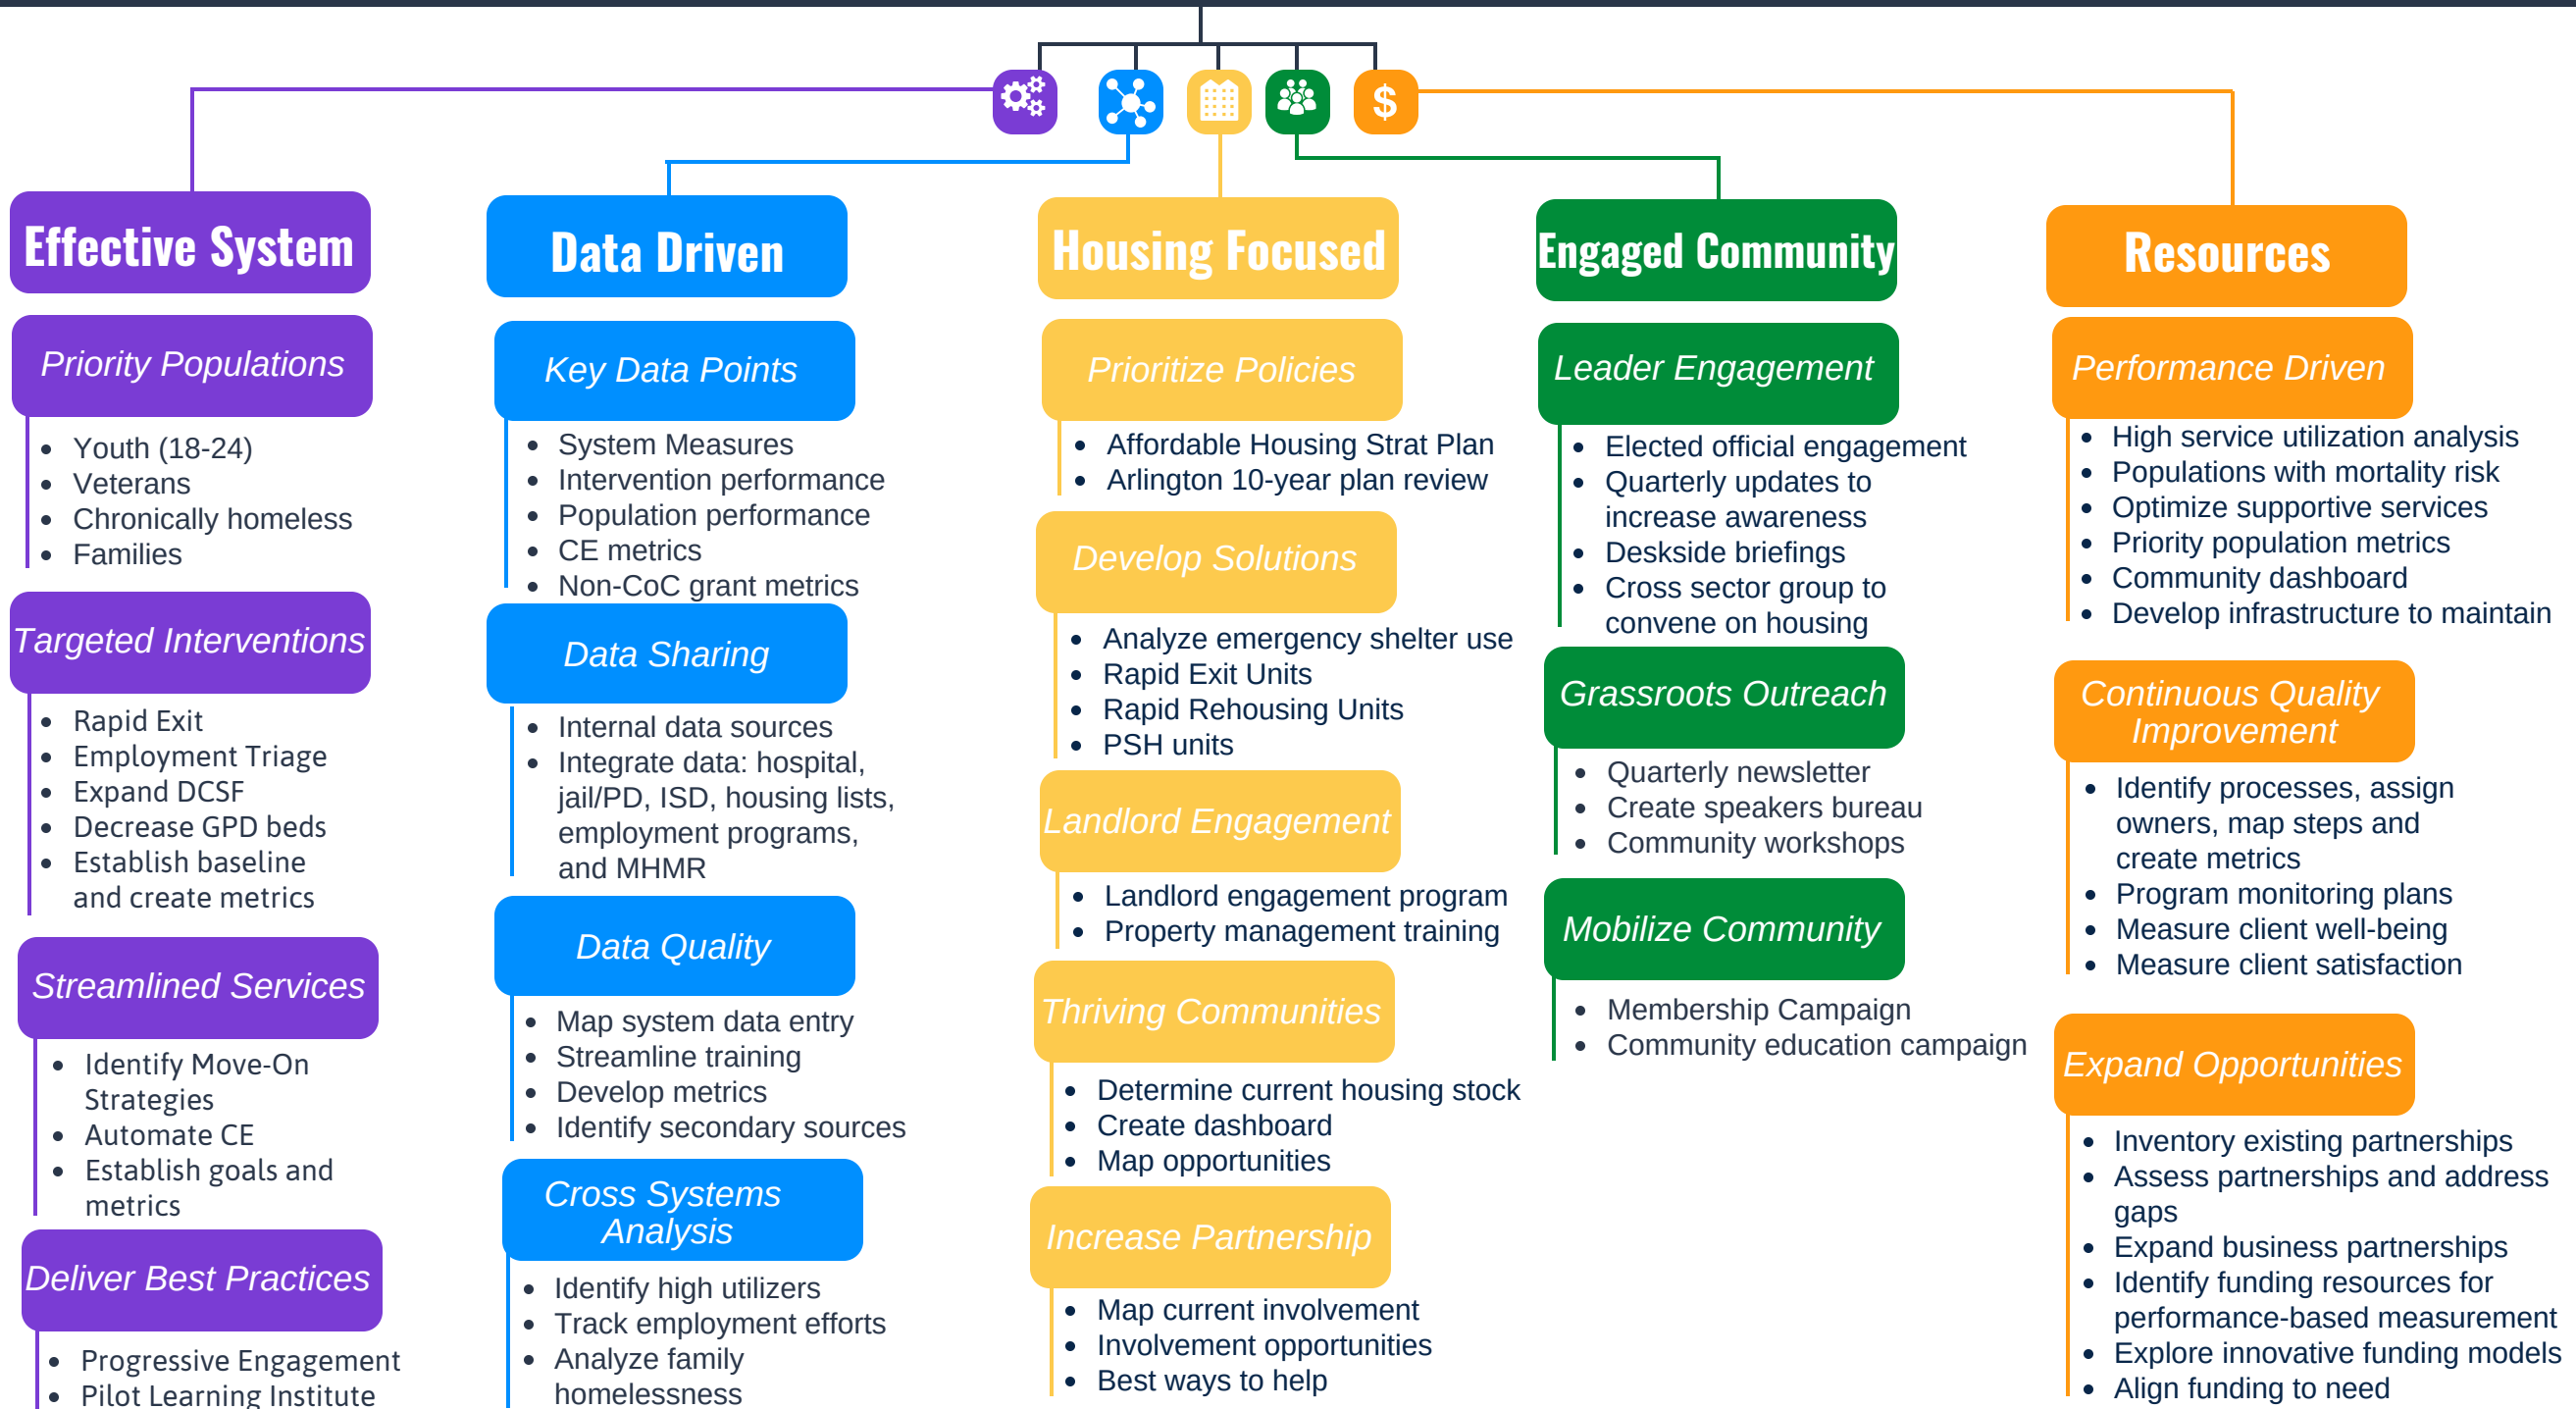 $
Effective System
Priority Populations
Youth (18-24)
Veterans
Chronically homeless
Families
Targeted Interventions
Rapid Exit
Employment Triage
Expand DCSF
Decrease GPD beds
Establish baseline
and create metrics
Streamlined Services
Identify Move-On
Strategies
Automate CE
Establish goals and
metrics
Deliver Best Practices
Progressive Engagement
Pilot Learning Institute
Data Driven
Key Data Points
System Measures
Intervention performance
Population performance
CE metrics
Non-CoC grant metrics
Data Sharing
Internal data sources
Integrate data: hospital,
jail/PD, ISD, housing lists,
employment programs,
and MHMR
Data Quality
Map system data entry
Streamline training
Develop metrics
Identify secondary sources
Cross Systems
Analysis
Identify high utilizers
Track employment efforts
Analyze family
homelessness
Housing Focused
Prioritize Policies
Affordable Housing Strat Plan
Arlington 10-year plan review
Develop Solutions
Analyze emergency shelter use
Rapid Exit Units
Rapid Rehousing Units
PSH units
Landlord Engagement
Landlord engagement program
Property management training
Thriving Communities
Determine current housing stock
Create dashboard
Map opportunities
Increase Partnership
Map current involvement
Involvement opportunities
Best ways to help
Engaged Community
Leader Engagement
Elected official engagement
Quarterly updates to
increase awareness
Deskside briefings
Cross sector group to
convene on housing
Grassroots Outreach
Quarterly newsletter
Create speakers bureau
Community workshops
Mobilize Community
Membership Campaign
Community education campaign
Resources
Performance Driven
High service utilization analysis
Populations with mortality risk
Optimize supportive services
Priority population metrics
Community dashboard
Develop infrastructure to maintain
Continuous Quality
Improvement
Identify processes, assign
owners, map steps and
create metrics
Program monitoring plans
Measure client well-being
Measure client satisfaction
Expand Opportunities
Inventory existing partnerships
Assess partnerships and address
gaps
Expand business partnerships
Identify funding resources for
performance-based measurement
Explore innovative funding models
Align funding to need